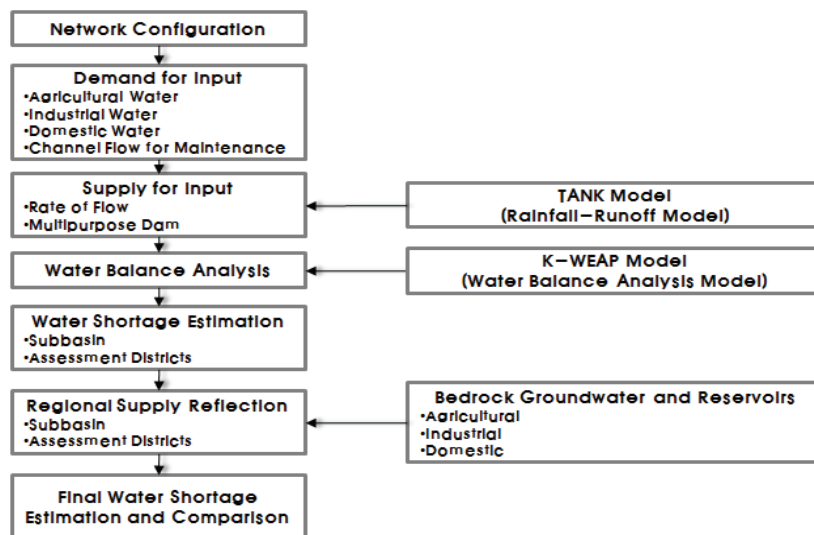 Network Configuration
Demand for Input
•Agricultural Water
•Industrial Water
•Domestic Water
•Channel Flow for Maintenance
Supply for Input
•Rate of Flow
•Multipurpose Dam
TANK Model
(Rainfall-Runoff Model)
Water Balance Analysis
K-WEAP Model
(Water Balance Analysis Model)
Water Shortage Estimation
•Subbasin
•Assessment Districts
Regional Supply Reflection
•Subbasin
•Assessment Districts
Bedrock Groundwater and Reservoirs
•Agricultural
•Industrial
•Domestic
Final Water Shortage
Estimation and Comparison